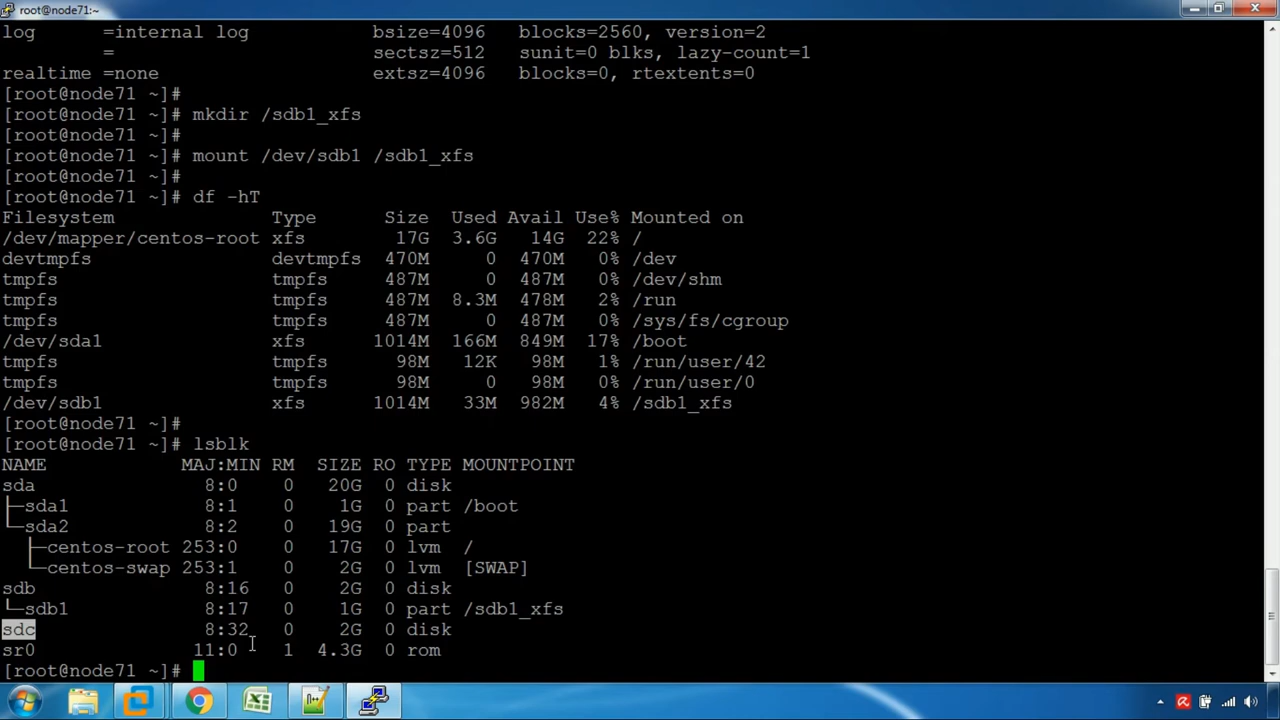 root@node71:~
log      =internal log           bsize=4096   blocks=2560, version=2
         =                       sectsz=512   sunit=0 blks, lazy-count=1
realtime =none                   extsz=4096   blocks=0, rtextents=0
[root@node71 ~]#
[root@node71 ~]# mkdir /sdb1_xfs
[root@node71 ~]#
[root@node71 ~]# mount /dev/sdb1 /sdb1_xfs
[root@node71 ~]#
[root@node71 ~]# df -hT
Filesystem              Type      Size  Used Avail Use% Mounted on
/dev/mapper/centos-root xfs        17G  3.6G   14G  22% /
devtmpfs                devtmpfs  470M     0  470M   0% /dev
tmpfs                   tmpfs     487M     0  487M   0% /dev/shm
tmpfs                   tmpfs     487M  8.3M  478M   2% /run
tmpfs                   tmpfs     487M     0  487M   0% /sys/fs/cgroup
/dev/sda1               xfs      1014M  166M  849M  17% /boot
tmpfs                   tmpfs      98M   12K   98M   1% /run/user/42
tmpfs                   tmpfs      98M     0   98M   0% /run/user/0
/dev/sdb1               xfs      1014M   33M  982M   4% /sdb1_xfs
[root@node71 ~]#
[root@node71 ~]# lsblk
NAME            MAJ:MIN RM  SIZE RO TYPE MOUNTPOINT
sda               8:0    0   20G  0 disk
├─sda1            8:1    0    1G  0 part /boot
└─sda2            8:2    0   19G  0 part
  ├─centos-root 253:0    0   17G  0 lvm  /
  └─centos-swap 253:1    0    2G  0 lvm  [SWAP]
sdb               8:16   0    2G  0 disk
└─sdb1            8:17   0    1G  0 part /sdb1_xfs
sdc               8:32   0    2G  0 disk
sr0              11:0    1  4.3G  0 rom
[root@node71 ~]#